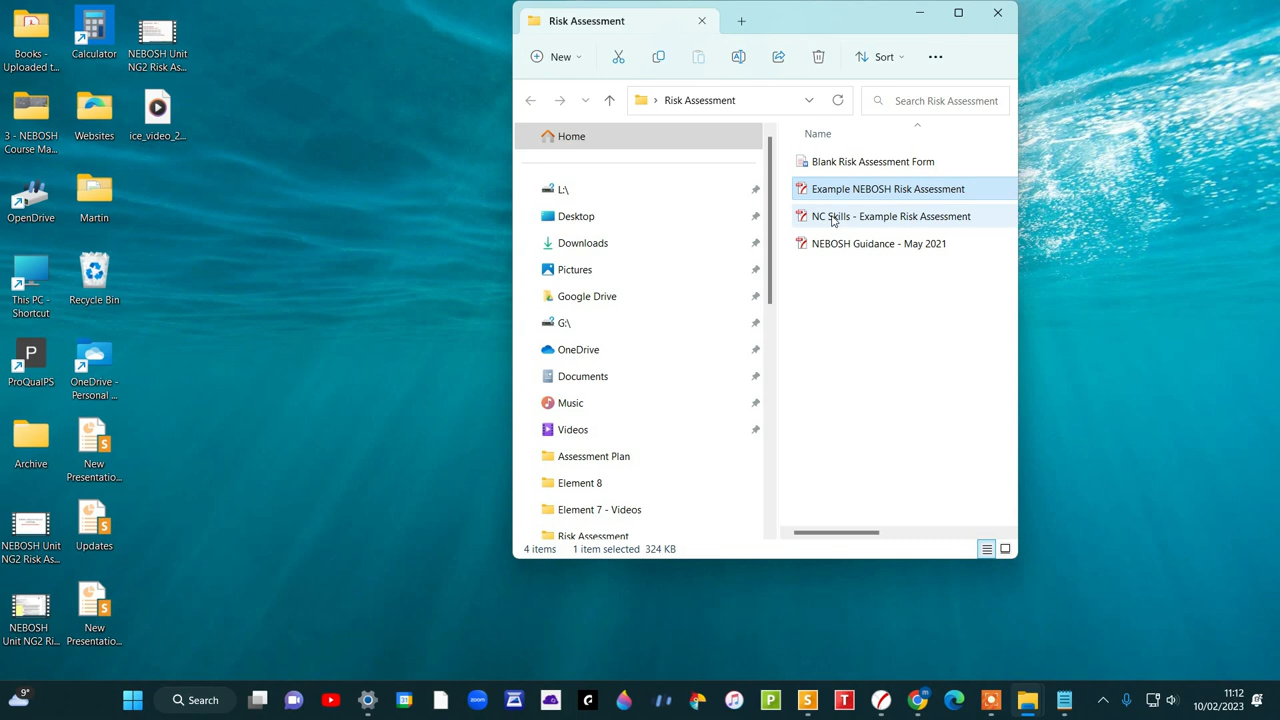 Books -
Uploaded t...
Calculator
NEBOSH Unit
NG2 Risk As...
3 - NEBOSH
Course Ma...
Websites
ice_video_2...
OpenDrive
Martin
This PC -
Shortcut
Recycle Bin
P
ProQualPS
OneDrive -
Personal ...
Archive
S
New
Presentatio...
NEBOSH Unit
NG2 Risk As...
S
Updates
NEBOSH
Unit NG2 Ri...
S
New
Presentatio...
Risk Assessment
New
Sort
Risk Assessment
Search Risk Assessment
Home
L:\
Desktop
Downloads
Pictures
Google Drive
G:\
OneDrive
Documents
Music
Videos
Assessment Plan
Element 8
Element 7 - Videos
Risk Assessment
Name
Blank Risk Assessment Form
Example NEBOSH Risk Assessment
NC Skills - Example Risk Assessment
NEBOSH Guidance - May 2021
4 items
1 item selected 324 KB
9°
Search
zoom
P
S
T
11:12
10/02/2023